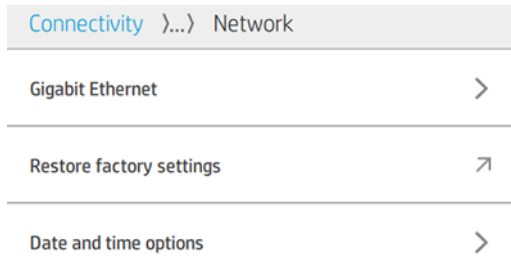 Connectivity 〉...〉 Network
Gigabit Ethernet
Restore factory settings
Date and time options